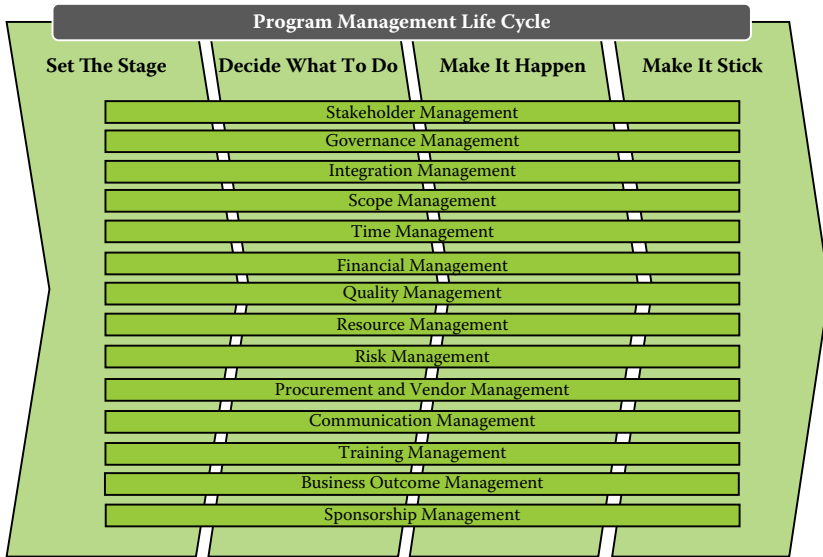 Program Management Life Cycle
Set The Stage
Decide What To Do
Make It Happen
Make It Stick
Stakeholder Management
Governance Management
Integration Management
Scope Management
Time Management
Financial Management
Quality Management
Resource Management
Risk Management
Procurement and Vendor Management
Communication Management
Training Management
Business Outcome Management
Sponsorship Management